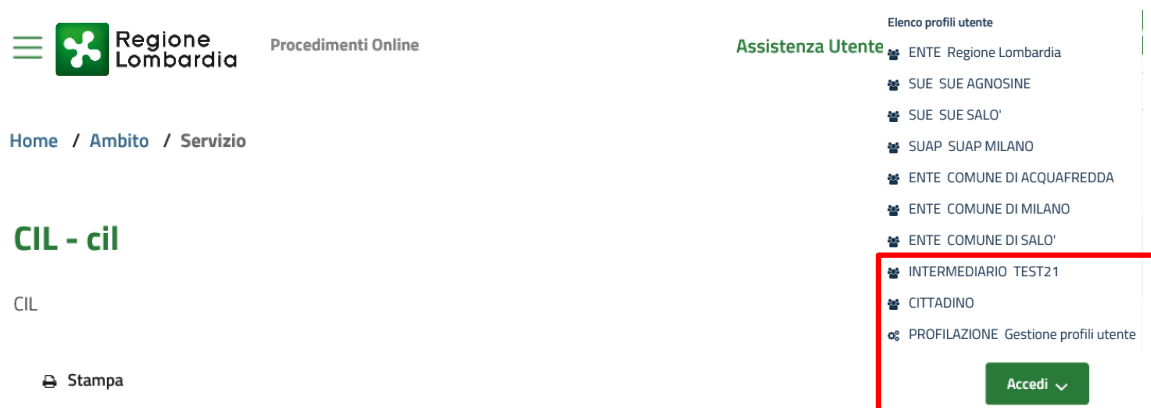 Regione
Lombardia
Procedimenti Online
Assistenza Utente
Elenco profili utente
ENTE Regione Lombardia
SUE SUE AGNOSINE
SUE SUE SALO'
SUAP SUAP MILANO
ENTE COMUNE DI ACQUAFREDDA
ENTE COMUNE DI MILANO
ENTE COMUNE DI SALO'
INTERMEDIARIO TEST21
CITTADINO
PROFILAZIONE Gestione profili utente
Accedi
Home / Ambito / Servizio
CIL - cil
CIL
Stampa